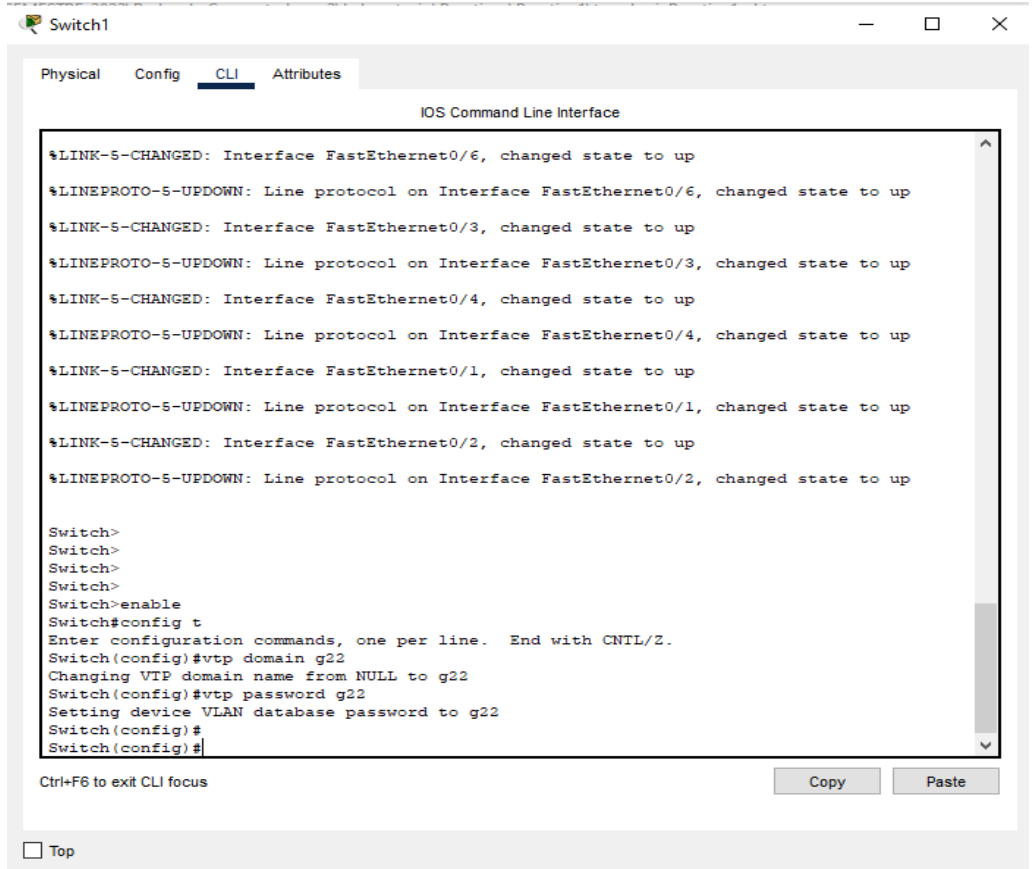 Switch1
Physical Config CLI Attributes
IOS Command Line Interface
%LINK-5-CHANGED: Interface FastEthernet0/6, changed state to up
%LINEPROTO-5-UPDOWN: Line protocol on Interface FastEthernet0/6, changed state to up
%LINK-5-CHANGED: Interface FastEthernet0/3, changed state to up
%LINEPROTO-5-UPDOWN: Line protocol on Interface FastEthernet0/3, changed state to up
%LINK-5-CHANGED: Interface FastEthernet0/4, changed state to up
%LINEPROTO-5-UPDOWN: Line protocol on Interface FastEthernet0/4, changed state to up
%LINK-5-CHANGED: Interface FastEthernet0/1, changed state to up
%LINEPROTO-5-UPDOWN: Line protocol on Interface FastEthernet0/1, changed state to up
%LINK-5-CHANGED: Interface FastEthernet0/2, changed state to up
%LINEPROTO-5-UPDOWN: Line protocol on Interface FastEthernet0/2, changed state to up
Switch>
Switch>
Switch>
Switch>
Switch>enable
Switch#config t
Enter configuration commands, one per line. End with CNTL/Z.
Switch(config)#vtp domain g22
Changing VTP domain name from NULL to g22
Switch(config)#vtp password g22
Setting device VLAN database password to g22
Switch(config)#
Switch(config)#
Ctrl+F6 to exit CLI focus
Copy Paste
Top